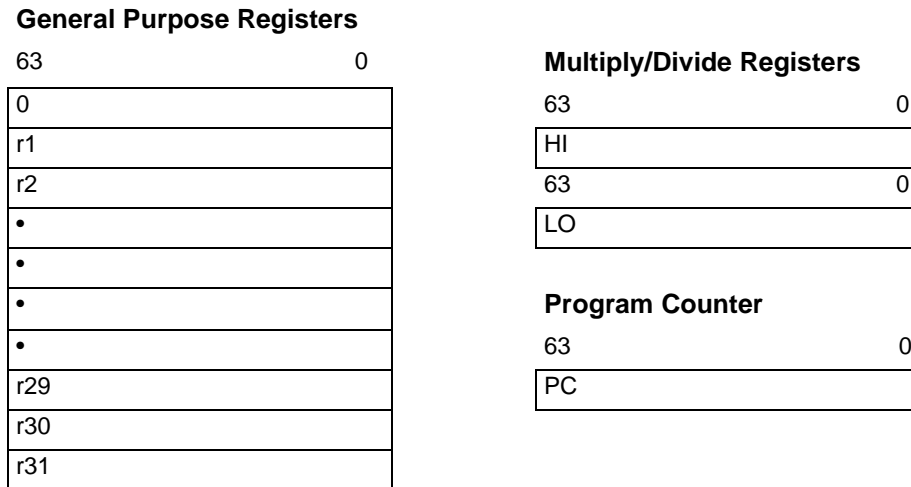 General Purpose Registers
63 0
0
r1
r2
•
•
•
•
r29
r30
r31
Multiply/Divide Registers
63 0
HI
63 0
LO
Program Counter
63 0
PC